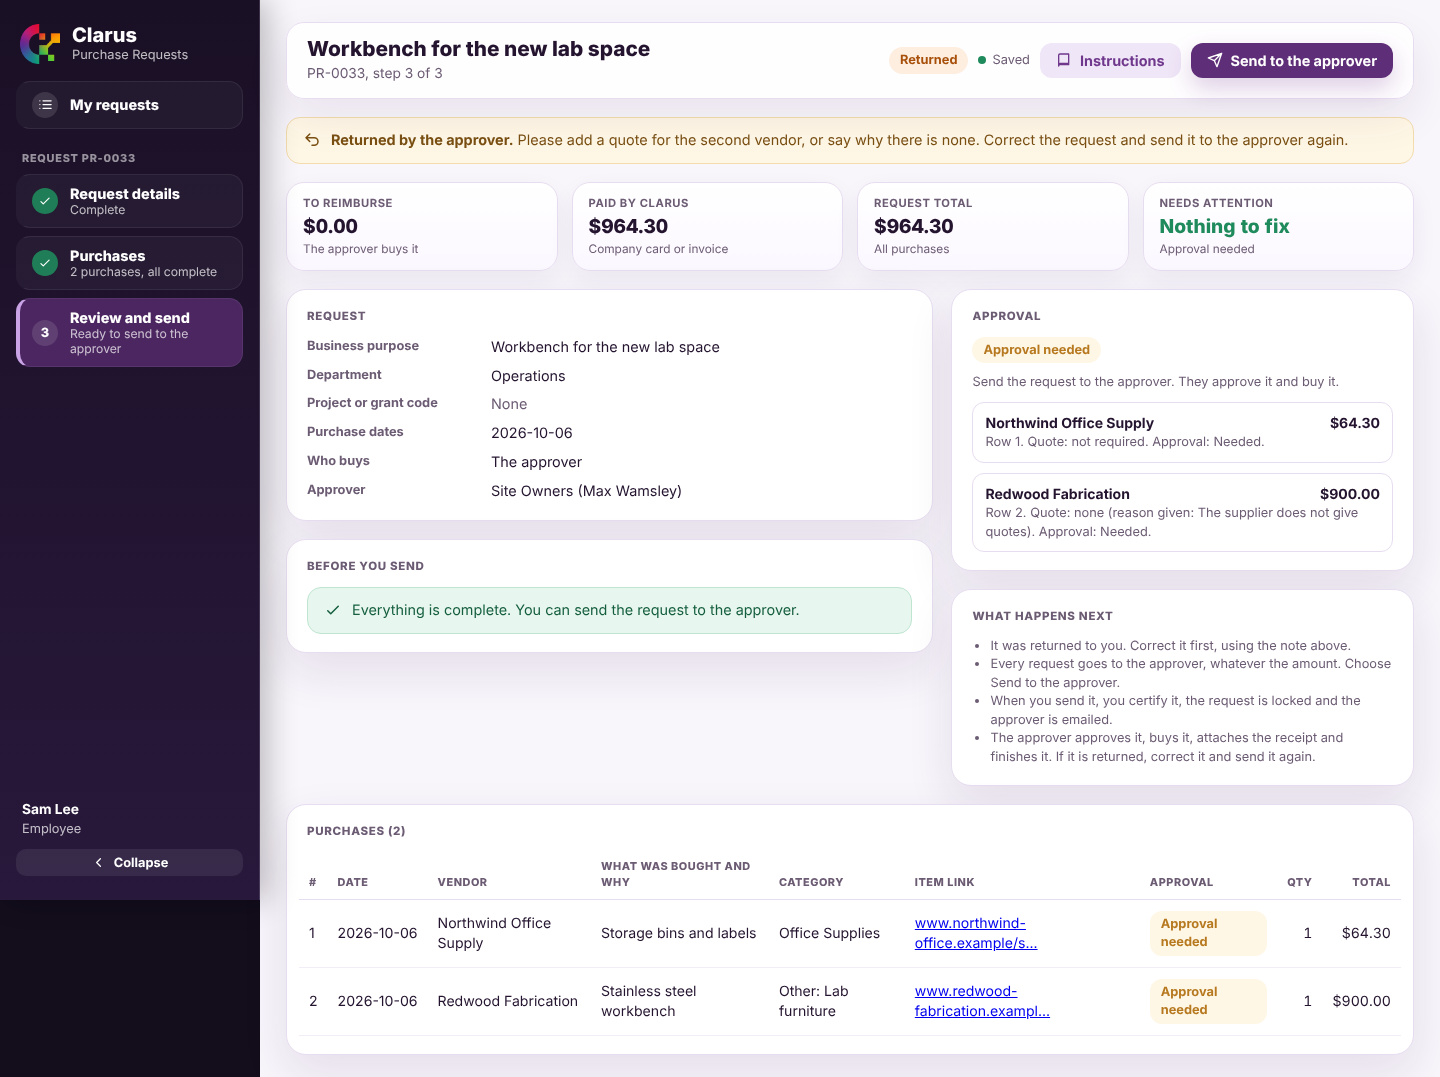 Clarus
Purchase Requests
My requests
REQUEST PR-0033
Request details
Complete
Purchases
2 purchases, all complete
3
Review and send
Ready to send to the
approver
Sam Lee
Employee
Collapse
Workbench for the new lab space
PR-0033, step 3 of 3
Returned
Saved
Instructions
Send to the approver
Returned by the approver. Please add a quote for the second vendor, or say why there is none. Correct the request and send it to the approver again.
TO REIMBURSE
$0.00
The approver buys it
PAID BY CLARUS
$964.30
Company card or invoice
REQUEST TOTAL
$964.30
All purchases
NEEDS ATTENTION
Nothing to fix
Approval needed
REQUEST
Business purpose Workbench for the new lab space
Department Operations
Project or grant code None
Purchase dates 2026-10-06
Who buys The approver
Approver Site Owners (Max Wamsley)
BEFORE YOU SEND
Everything is complete. You can send the request to the approver.
APPROVAL
Approval needed
Send the request to the approver. They approve it and buy it.
Northwind Office Supply $64.30
Row 1. Quote: not required. Approval: Needed.
Redwood Fabrication $900.00
Row 2. Quote: none (reason given: The supplier does not give
quotes). Approval: Needed.
WHAT HAPPENS NEXT
• It was returned to you. Correct it first, using the note above.
• Every request goes to the approver, whatever the amount. Choose
Send to the approver.
• When you send it, you certify it, the request is locked and the
approver is emailed.
• The approver approves it, buys it, attaches the receipt and
finishes it. If it is returned, correct it and send it again.
PURCHASES (2)
# DATE VENDOR WHAT WAS BOUGHT AND WHY CATEGORY ITEM LINK APPROVAL QTY TOTAL
1 2026-10-06 Northwind Office Supply Storage bins and labels Office Supplies www.northwind-office.example/s... Approval needed 1 $64.30
2 2026-10-06 Redwood Fabrication Stainless steel workbench Other: Lab furniture www.redwood-fabrication.exampl... Approval needed 1 $900.00